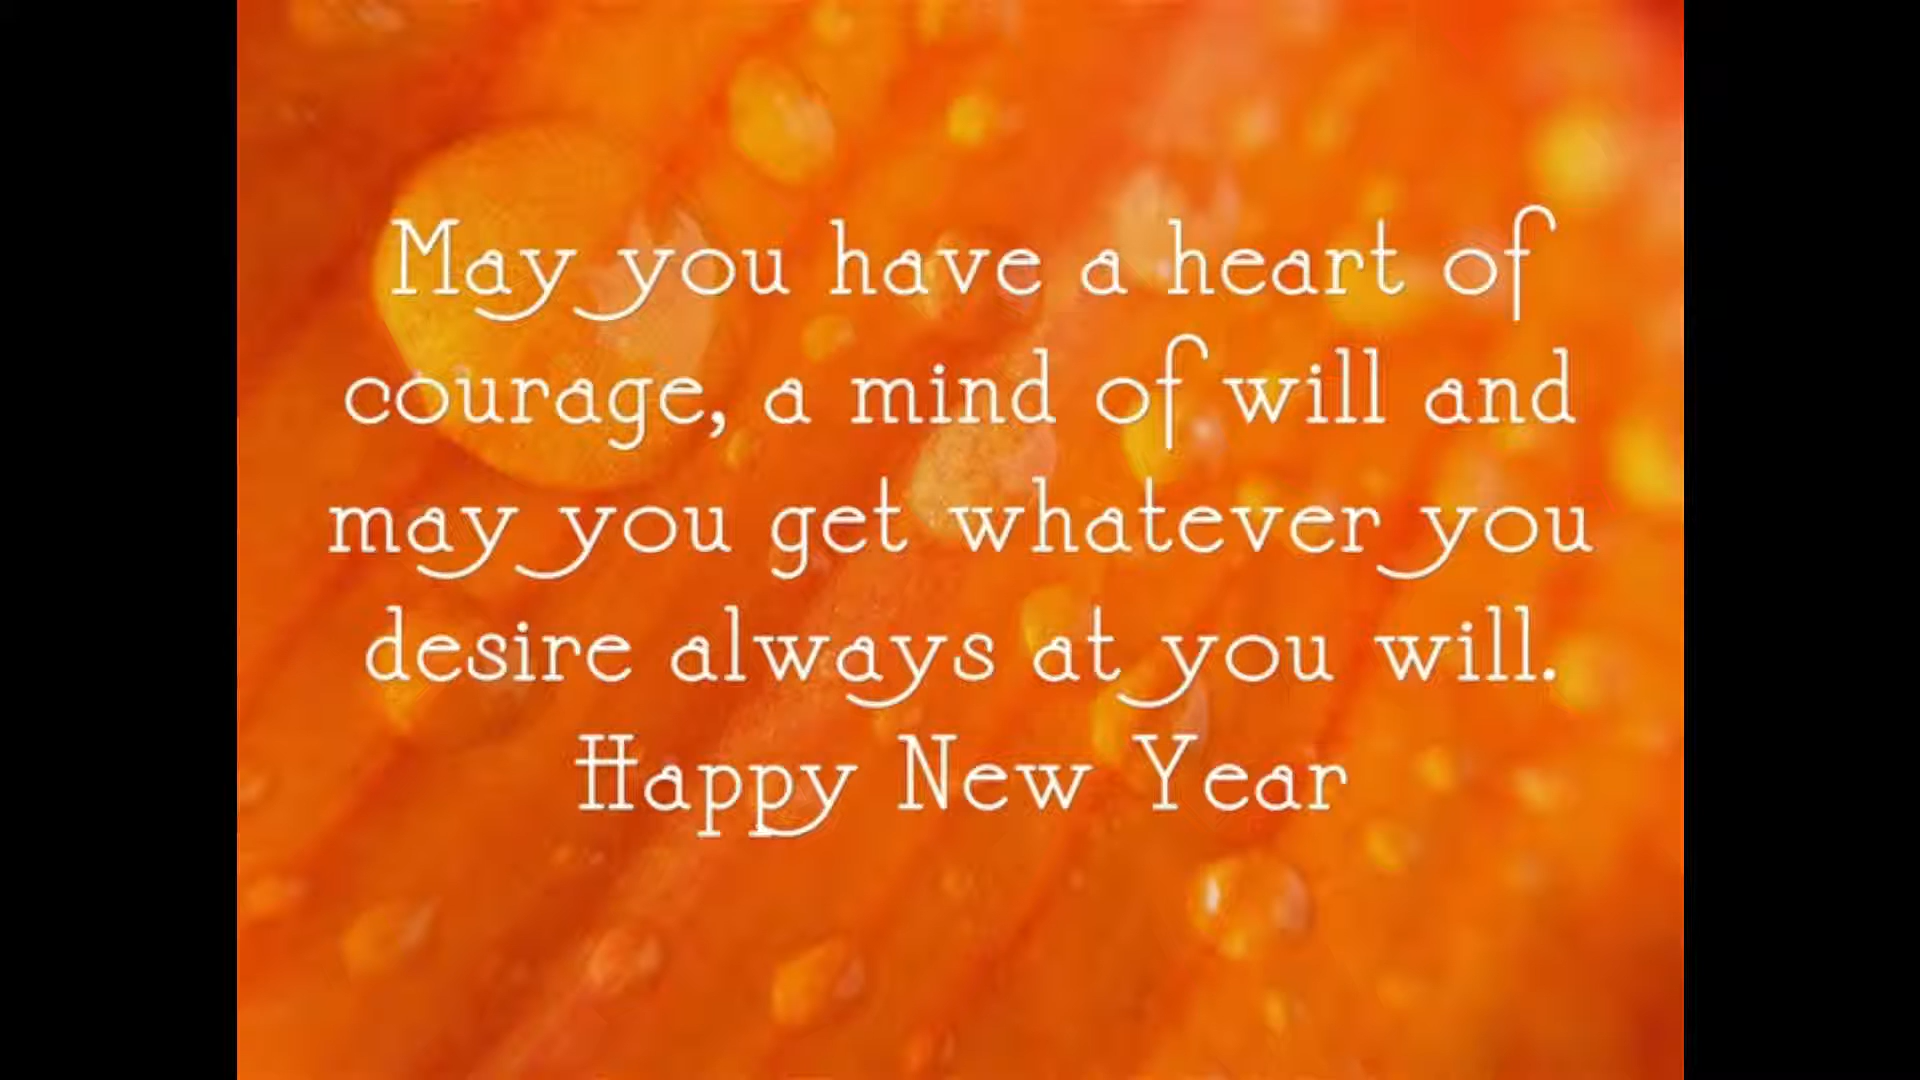 May you have a heart of
courage, a mind of will and
may you get whatever you
desire always at you will.
Happy New Year